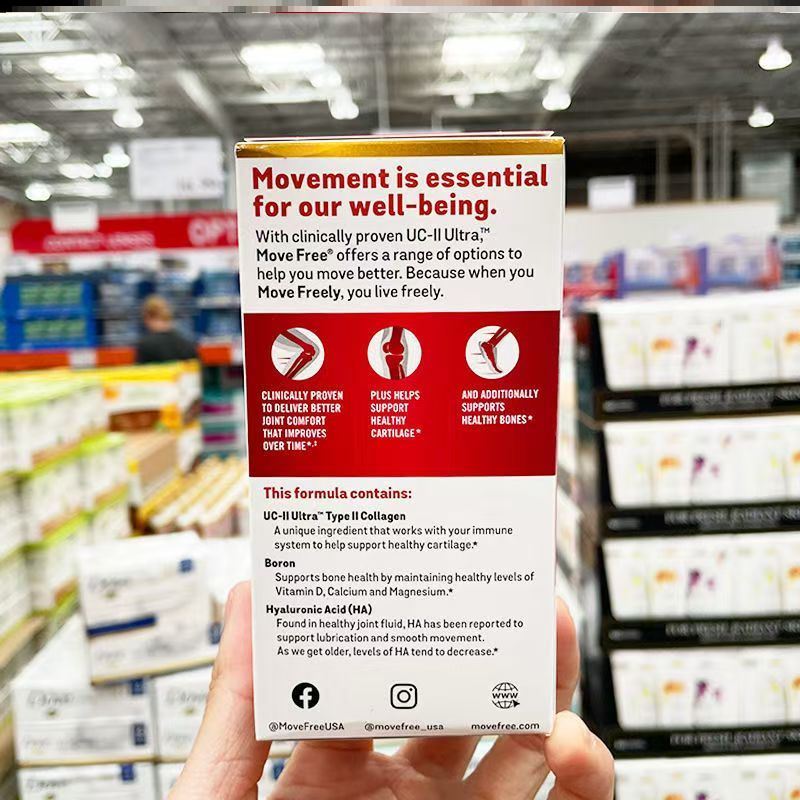 Movement is essential
for our well-being.
With clinically proven UC-II Ultra,™
Move Free® offers a range of options to
help you move better. Because when you
Move Freely, you live freely.
CLINICALLY PROVEN
TO DELIVER BETTER
JOINT COMFORT
THAT IMPROVES
OVER TIME*,‡
PLUS HELPS
SUPPORT
HEALTHY
CARTILAGE*
AND ADDITIONALLY
SUPPORTS
HEALTHY BONES*
This formula contains:
UC-II Ultra™ Type II Collagen
A unique ingredient that works with your immune
system to help support healthy cartilage.*
Boron
Supports bone health by maintaining healthy levels of
Vitamin D, Calcium and Magnesium.*
Hyaluronic Acid (HA)
Found in healthy joint fluid, HA has been reported to
support lubrication and smooth movement.
As we get older, levels of HA tend to decrease.*
WWW
@MoveFreeUSA
@movefree_usa
movefree.com